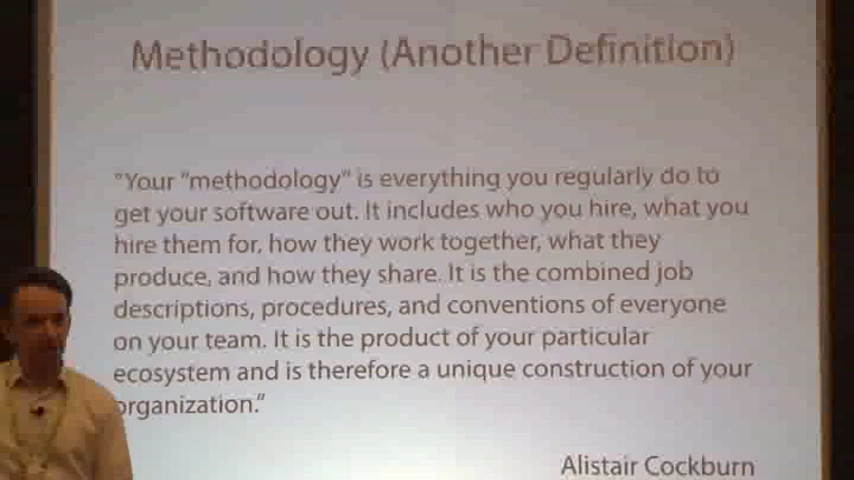 Methodology (Another Definition)
"Your "methodology" is everything you regularly do to
get your software out. It includes who you hire, what you
hire them for, how they work together, what they
produce, and how they share. It is the combined job
descriptions, procedures, and conventions of everyone
on your team. It is the product of your particular
ecosystem and is therefore a unique construction of your
organization."
Alistair Cockburn